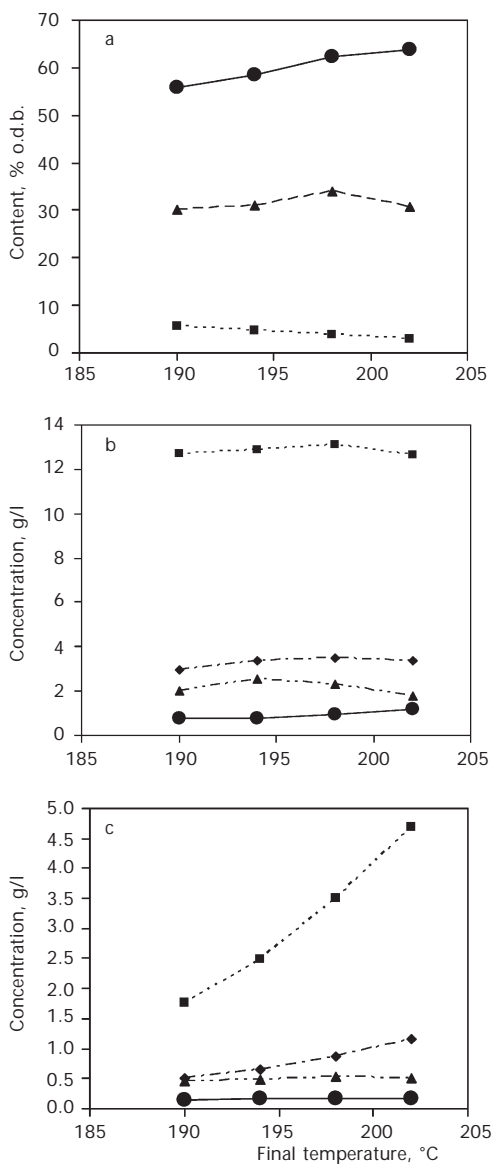 70
a
60
50
40
30
20
10
0
Content, % o.d.b.
185 190 195 200 205
14
b
12
10
8
6
4
2
0
Concentration, g/l
185 190 195 200 205
5.0
c
4.5
4.0
3.5
3.0
2.5
2.0
1.5
1.0
0.5
0.0
Concentration, g/l
185 190 195 200 205
Final temperature, °C